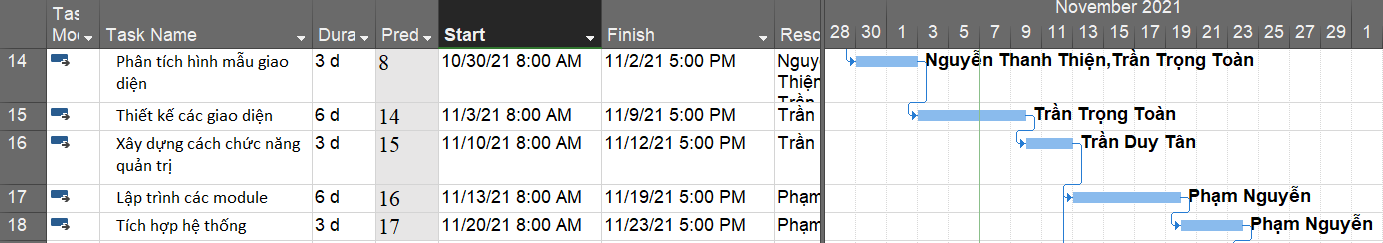 November 2021
Tas Mod Task Name Dura Pred Start Finish Reso 28 30 1 3 5 7 9 11 13 15 17 19 21 23 25 27 29 1
14 Phân tích hình mẫu giao diện 3 d 8 10/30/21 8:00 AM 11/2/21 5:00 PM Nguyễ Thiện Trần Nguyễn Thanh Thiện,Trần Trọng Toàn
15 Thiết kế các giao diện 6 d 14 11/3/21 8:00 AM 11/9/21 5:00 PM Trần Trần Trọng Toàn
16 Xây dựng cách chức năng quản trị 3 d 15 11/10/21 8:00 AM 11/12/21 5:00 PM Trần Trần Duy Tân
17 Lập trình các module 6 d 16 11/13/21 8:00 AM 11/19/21 5:00 PM Phạm Phạm Nguyễn
18 Tích hợp hệ thống 3 d 17 11/20/21 8:00 AM 11/23/21 5:00 PM Phạm Phạm Nguyễn